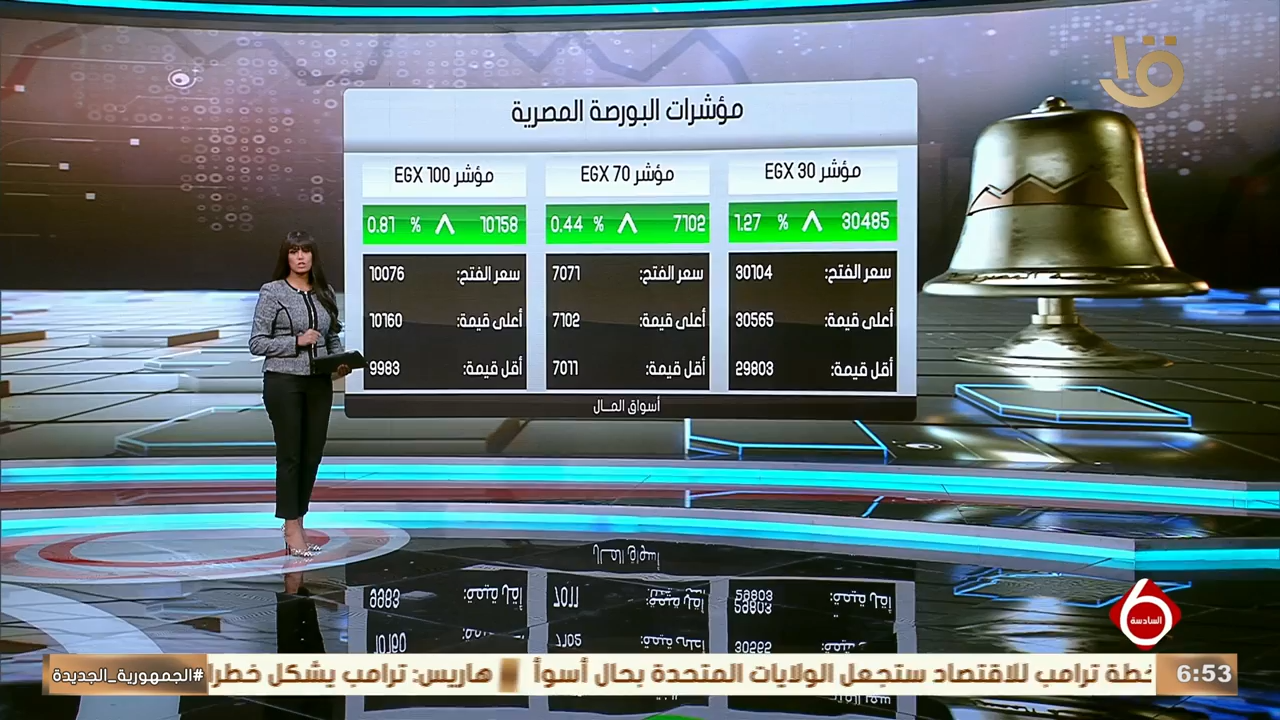 مؤشرات البورصة المصرية
مؤشر EGX 30
30485 % 1.27
سعر الفتح: 30104
أعلى قيمة: 30565
أقل قيمة: 29803
مؤشر EGX 70
7102 % 0.44
سعر الفتح: 7071
أعلى قيمة: 7102
أقل قيمة: 7011
مؤشر EGX 100
10158 % 0.81
سعر الفتح: 10076
أعلى قيمة: 10160
أقل قيمة: 9983
أسواق المـال
6
السادسة
6:53
خطة ترامب للاقتصاد ستجعل الولايات المتحدة بحال أسوأ
هاريس: ترامب يشكل خطرا
#الجمهورية_الجديدة